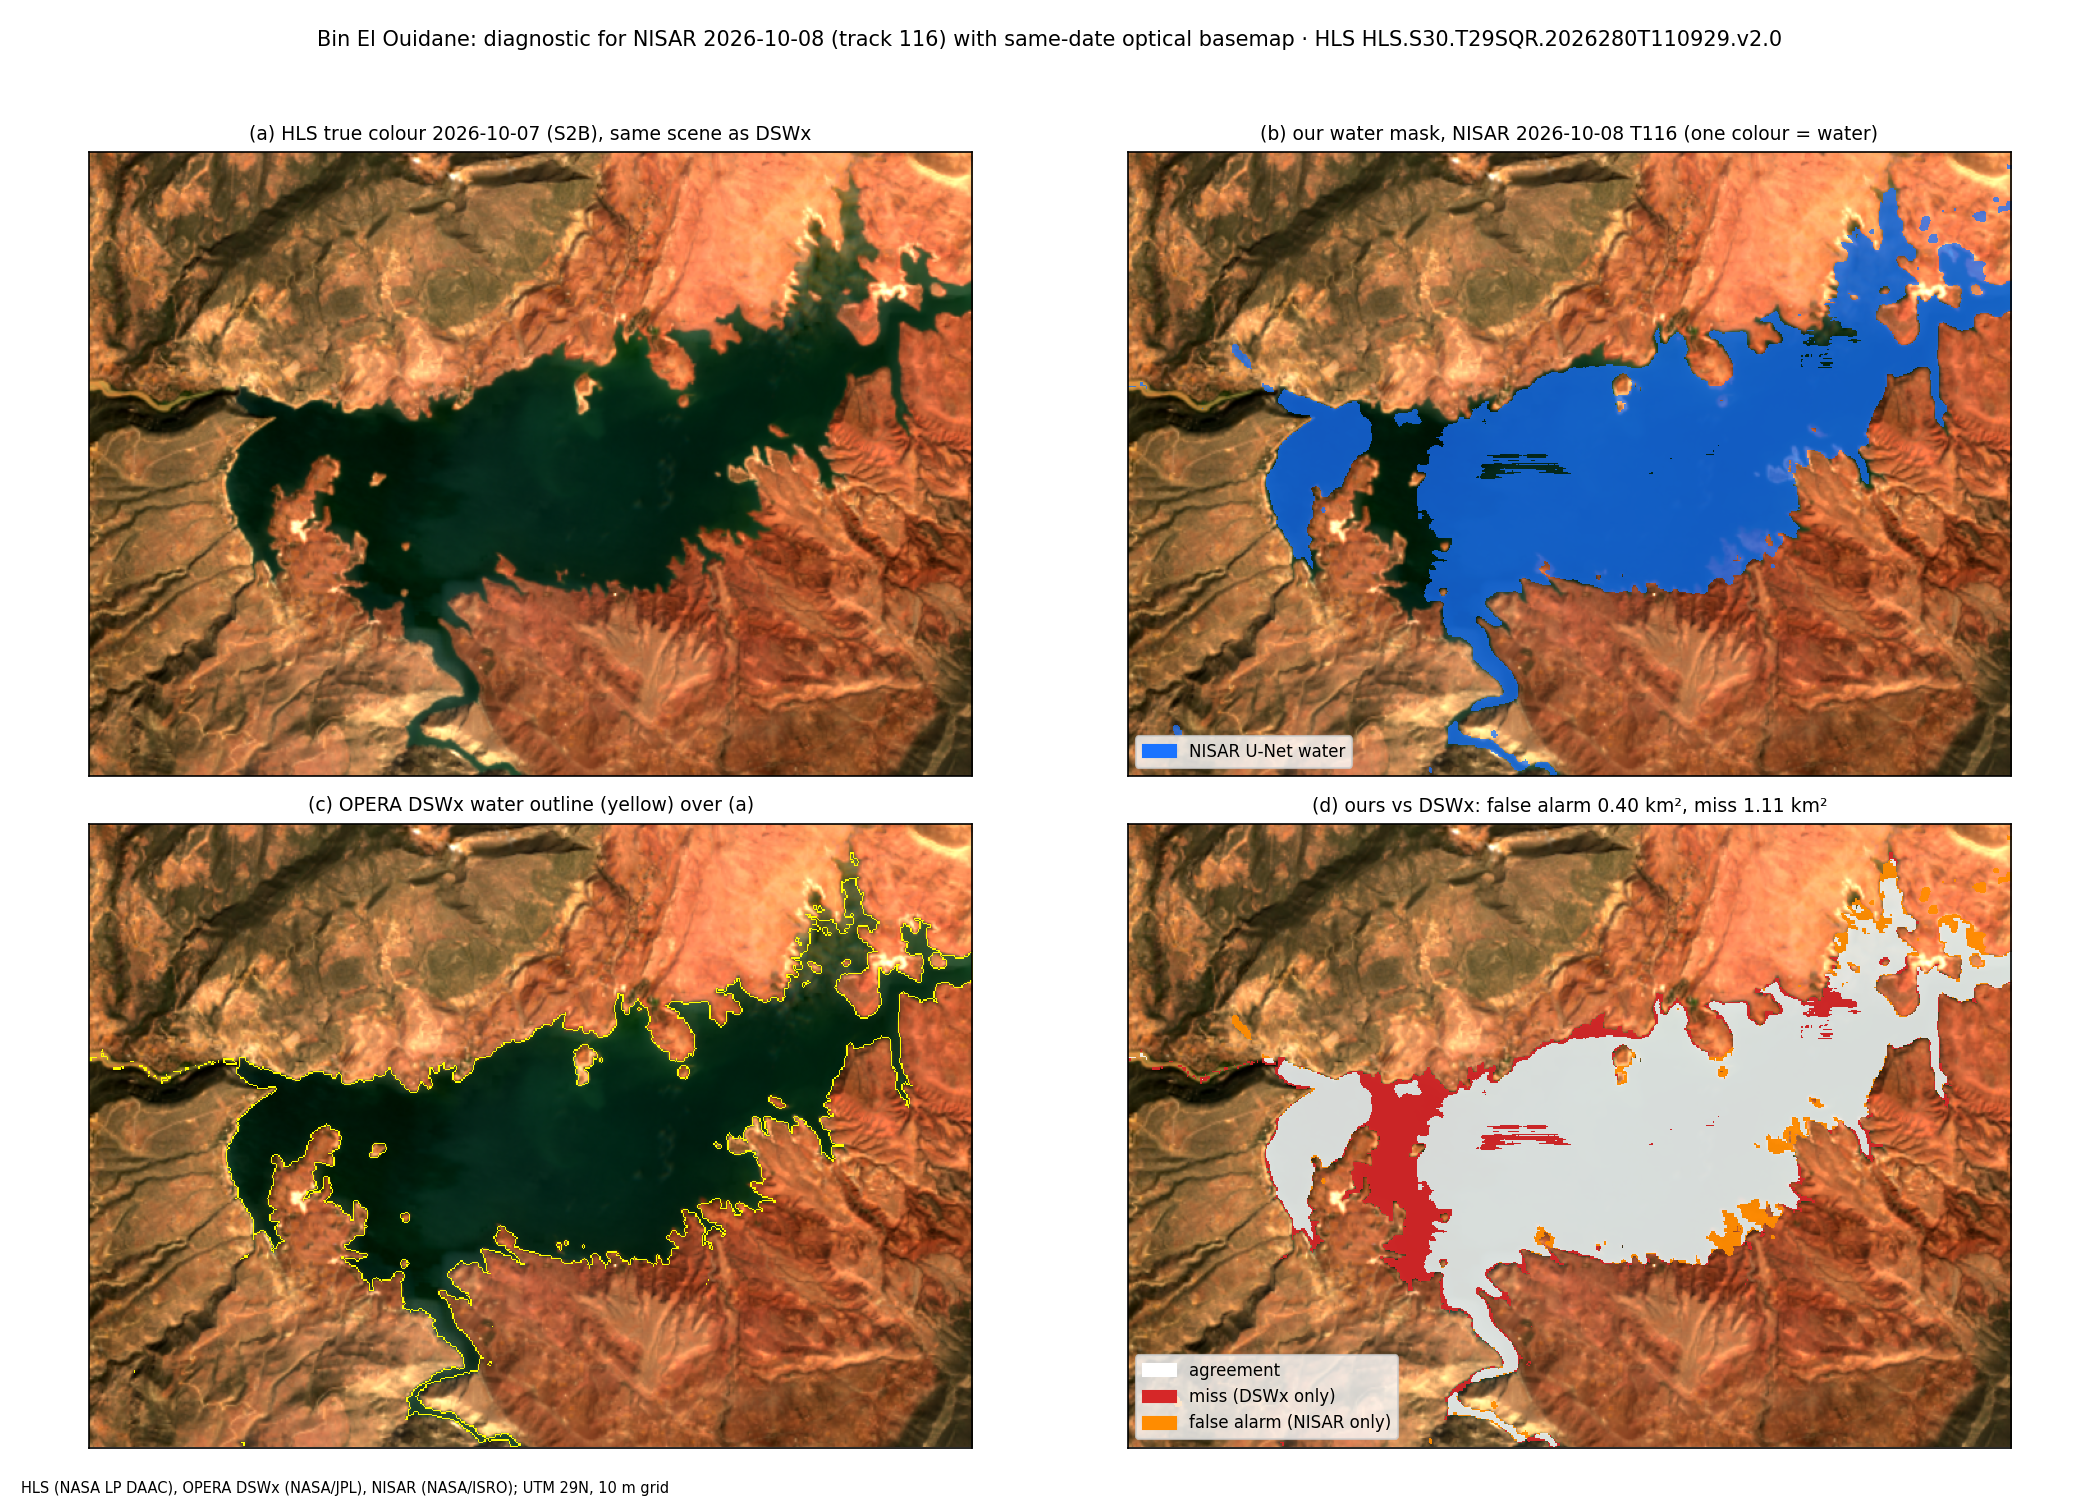 Bin El Ouidane: diagnostic for NISAR 2026-10-08 (track 116) with same-date optical basemap · HLS HLS.S30.T29SQR.2026280T110929.v2.0
(a) HLS true colour 2026-10-07 (S2B), same scene as DSWx
(b) our water mask, NISAR 2026-10-08 T116 (one colour = water)
NISAR U-Net water
(c) OPERA DSWx water outline (yellow) over (a)
(d) ours vs DSWx: false alarm 0.40 km², miss 1.11 km²
agreement
miss (DSWx only)
false alarm (NISAR only)
HLS (NASA LP DAAC), OPERA DSWx (NASA/JPL), NISAR (NASA/ISRO); UTM 29N, 10 m grid